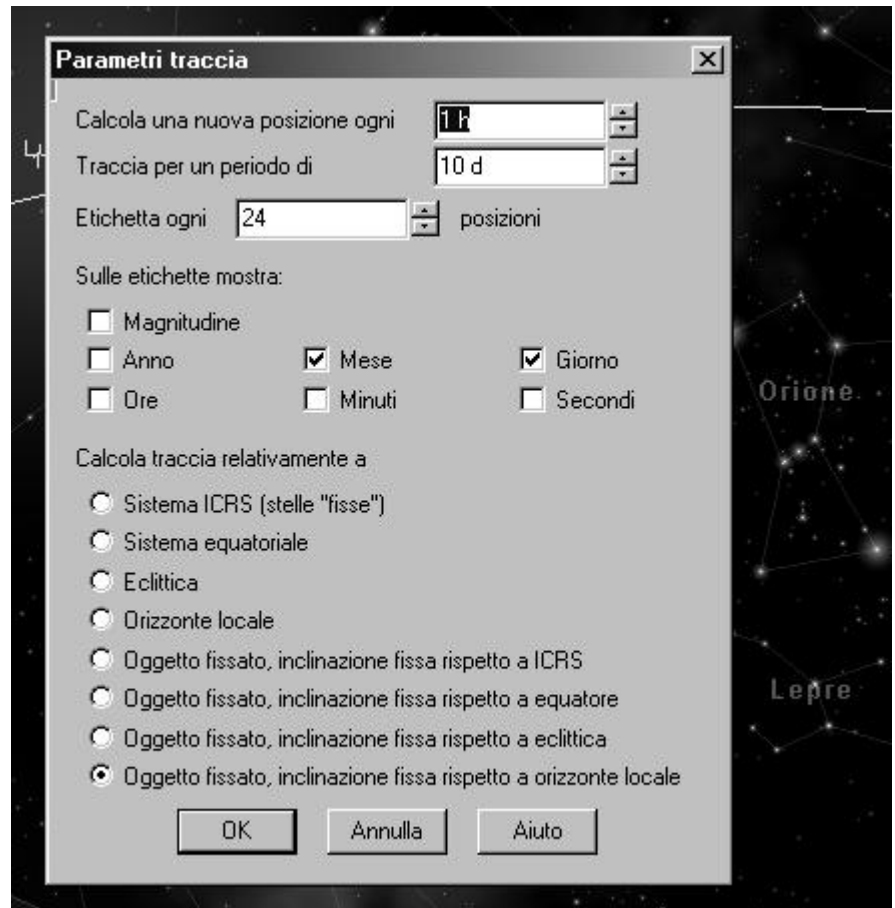 Parametri traccia
Calcola una nuova posizione ogni 1 h
Traccia per un periodo di 10 d
Etichetta ogni 24 posizioni
Sulle etichette mostra:
Magnitudine
Anno Mese Giorno
Ore Minuti Secondi
Calcola traccia relativamente a
Sistema ICRS (stelle "fisse")
Sistema equatoriale
Eclittica
Orizzonte locale
Oggetto fissato, inclinazione fissa rispetto a ICRS
Oggetto fissato, inclinazione fissa rispetto a equatore
Oggetto fissato, inclinazione fissa rispetto a eclittica
Oggetto fissato, inclinazione fissa rispetto a orizzonte locale
OK Annulla Aiuto
Orione
Lepre